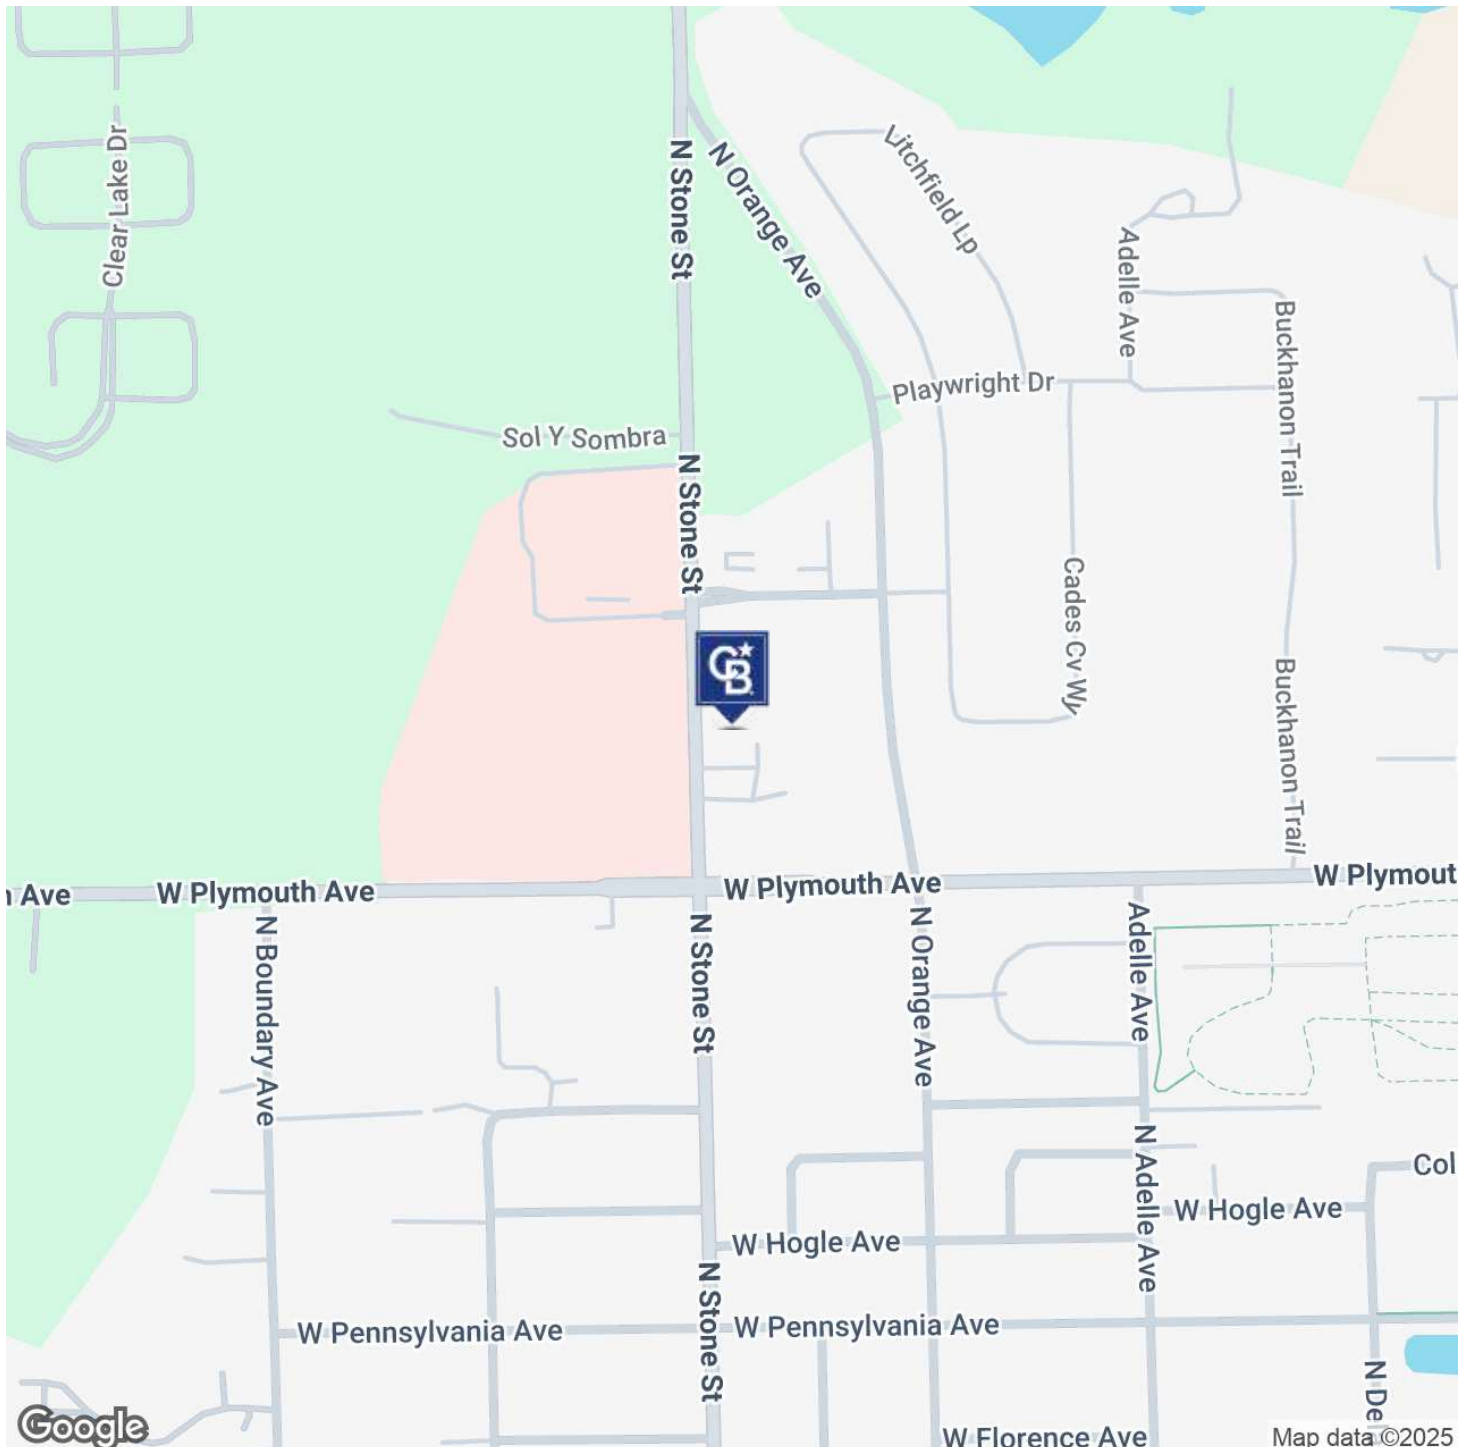 Clear Lake Dr
N Stone St
N Orange Ave
Litchfield Lp
Adelle Ave
Buckhanon Trail
Playwright Dr
Sol Y Sombra
N Stone St
Cades Cv Wy
CB
Buckhanon Trail
n Ave
W Plymouth Ave
W Plymouth Ave
W Plymout
N Boundary Ave
N Stone St
N Orange Ave
Adelle Ave
N Adelle Ave
Col
W Hogle Ave
W Hogle Ave
N Stone St
W Pennsylvania Ave
W Pennsylvania Ave
N De
Google
W Florence Ave
Map data ©2025